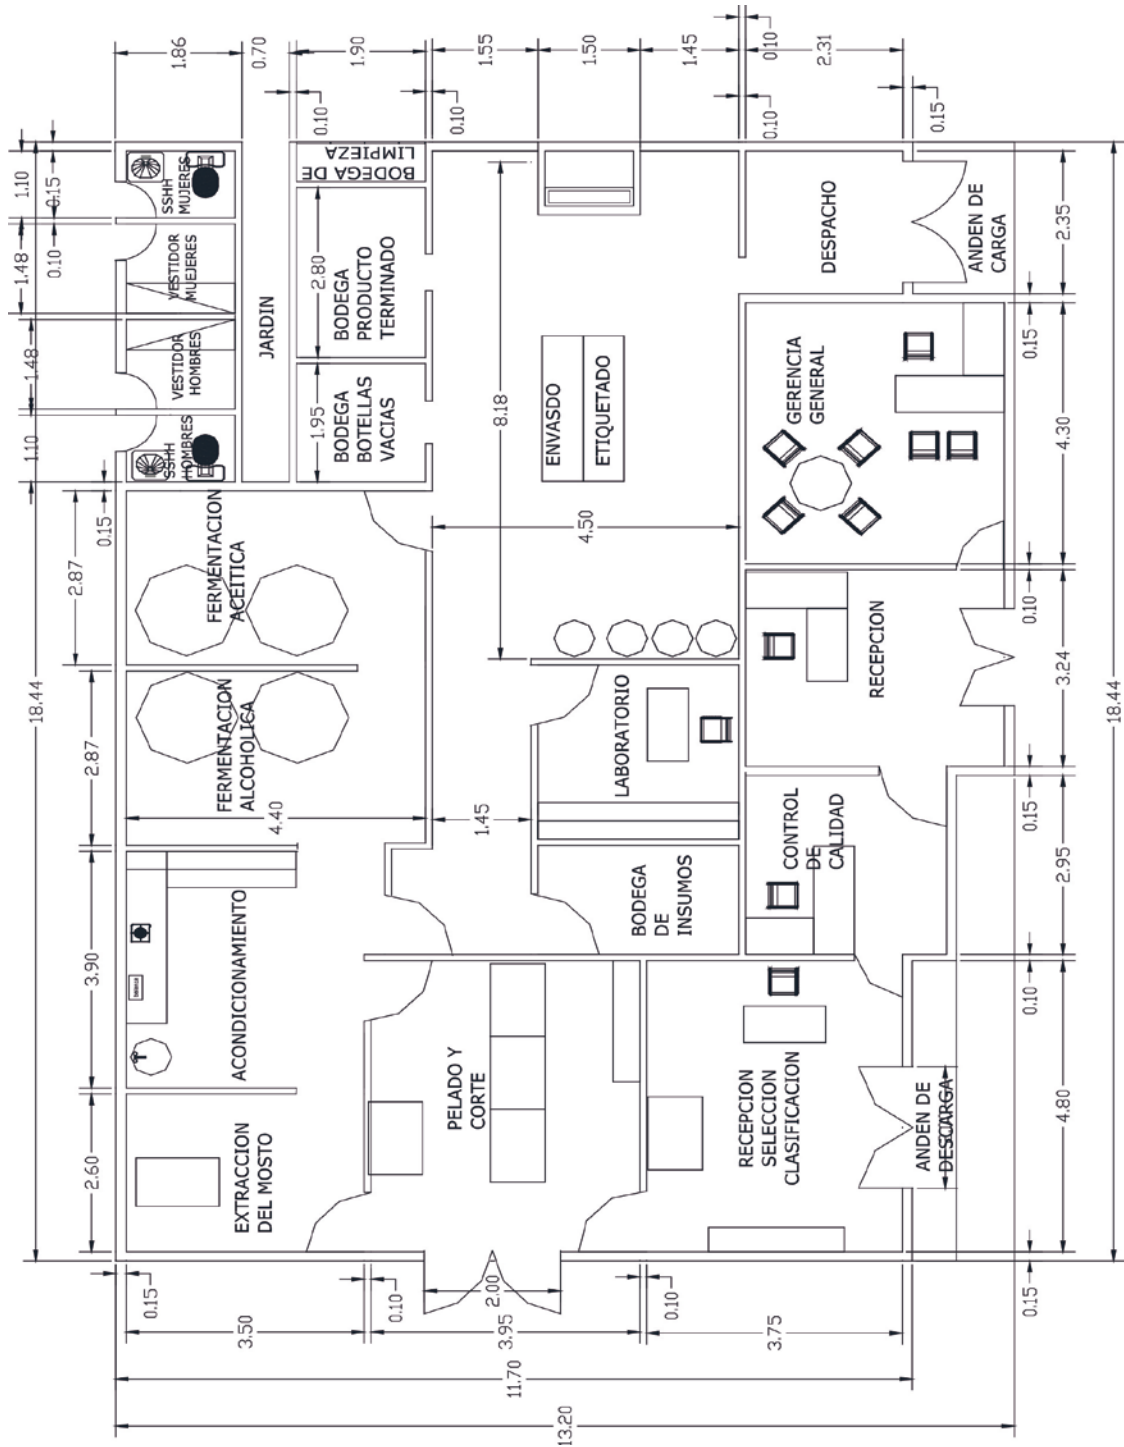 1.86
0.70
1.90
1.55
1.50
1.45
0.10
2.31
0.10
0.10
0.10
0.15
1.10
0.15
1.48
0.10
1.48
1.10
0.15
18.44
SSHH
MUJERES
VESTIDOR
MUEJERES
VESTIDOR
HOMBRES
SSHH
HOMBRES
JARDIN
BODEGA DE
LIMPIEZA
BODEGA
PRODUCTO
TERMINADO
2.80
BODEGA
BOTELLAS
VACIAS
1.95
8.18
ENVASDO
ETIQUETADO
4.50
DESPACHO
ANDEN DE
CARGA
2.35
GERENCIA
GENERAL
0.15
4.30
2.87
FERMENTACION
ACEITICA
RECEPCION
0.10
3.24
18.44
2.87
FERMENTACION
ALCOHOLICA
4.40
1.45
LABORATORIO
CONTROL
DE
CALIDAD
0.15
2.95
3.90
ACONDICIONAMIENTO
BODEGA
DE
INSUMOS
0.10
2.60
EXTRACCION
DEL MOSTO
PELADO Y
CORTE
RECEPCION
SELECCION
CLASIFICACION
ANDEN DE
DESCARGA
4.80
2.00
0.15
0.10
0.10
0.15
3.50
3.95
3.75
11.70
13.20